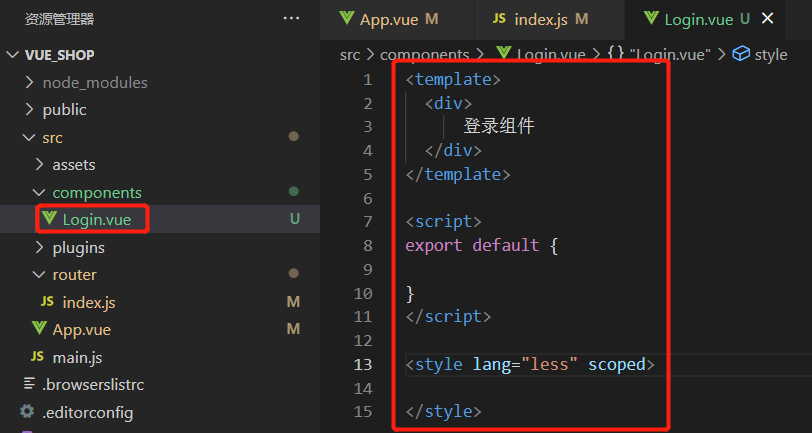 资源管理器 ···
VUE_SHOP
node_modules
public
src
assets
components
Login.vue U
plugins
router
JS index.js M
App.vue M
JS main.js
.browserslistrc
.editorconfig
App.vue M JS index.js M Login.vue U ×
src > components > Login.vue > {} "Login.vue" > style
1 <template>
2 <div>
3 登录组件
4 </div>
5 </template>
6
7 <script>
8 export default {
9
10 }
11 </script>
12
13 <style lang="less" scoped>
14
15 </style>